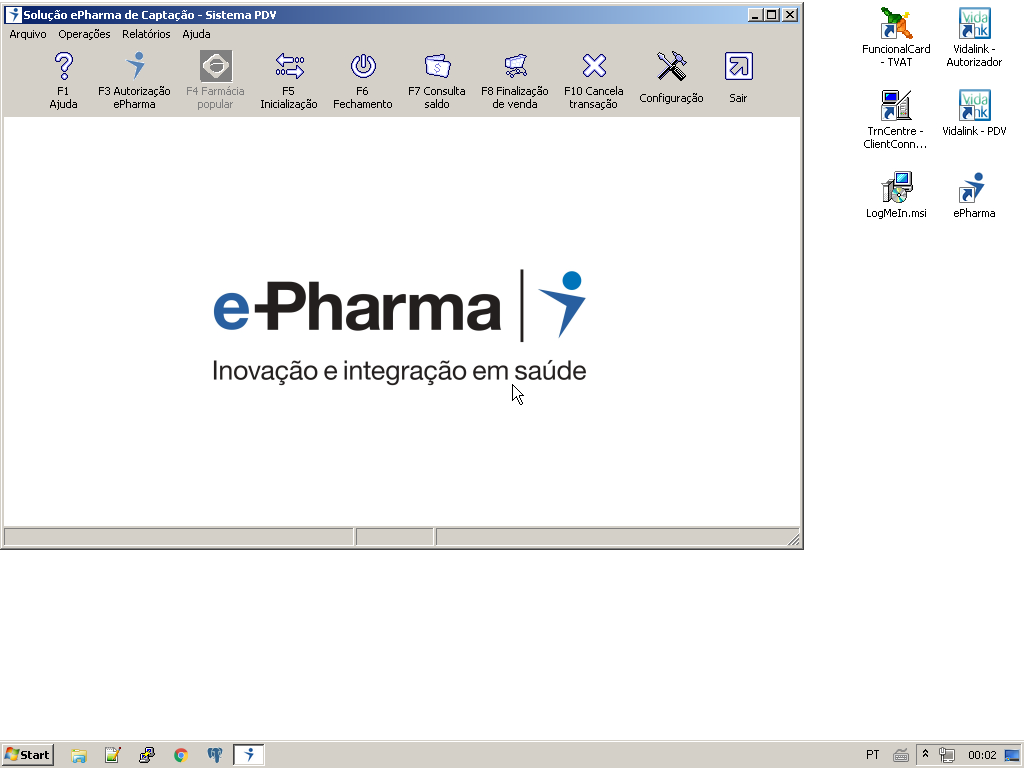 Solução ePharma de Captação - Sistema PDV
Arquivo Operações Relatórios Ajuda
F1
Ajuda
F3 Autorização
ePharma
F4 Farmácia
popular
F5
Inicialização
F6
Fechamento
F7 Consulta
saldo
F8 Finalização
de venda
F10 Cancela
transação
Configuração
Sair
e-Pharma
Inovação e integração em saúde
FuncionalCard
- TVAT
Vida
link
Vidalink -
Autorizador
TrnCentre -
ClientConn...
Vida
link
Vidalink - PDV
LogMeIn.msi
ePharma
Start
PT
00:02